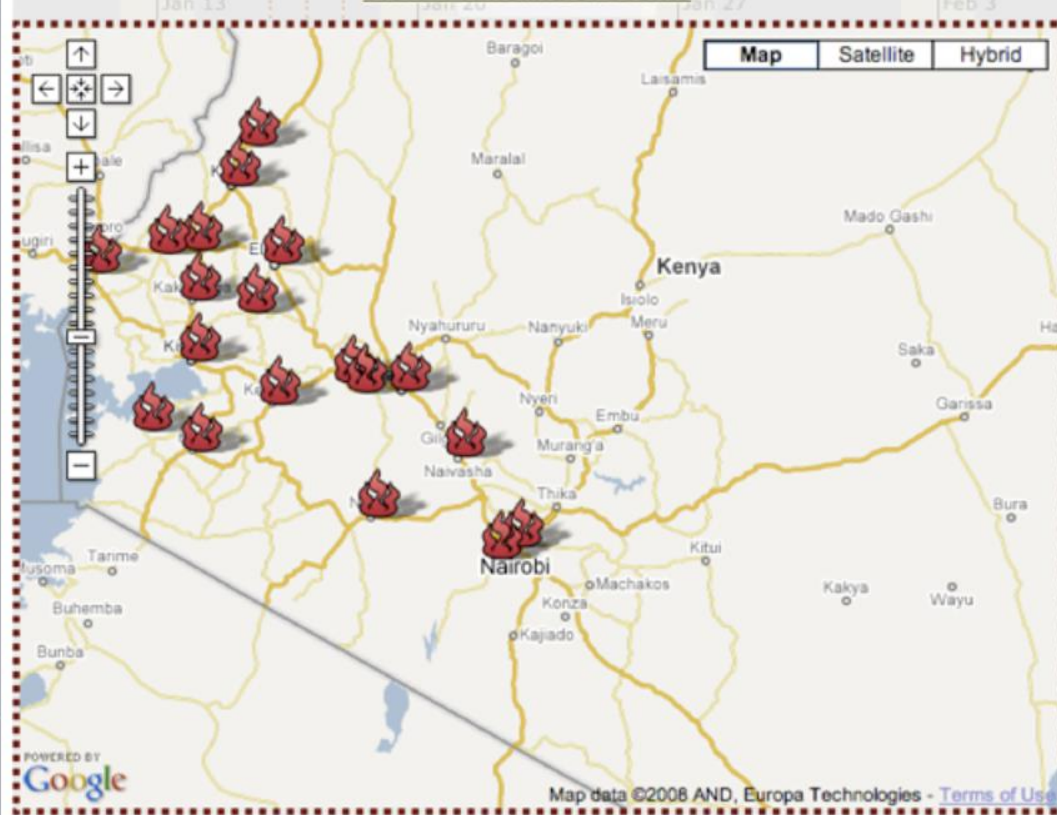 Jan 13
Jan 20
Jan 27
Feb 3
Map
Satellite
Hybrid
Baragoi
Laisamis
Maralal
Mado Gashi
Kenya
Isiolo
Nyahururu
Nanyuki
Meru
Saka
Nyeri
Garissa
Embu
Murang'a
Naivasha
Thika
Bura
Nairobi
Kitui
Tarime
Machakos
Kakya
Wayu
Buhemba
Konza
Kajiado
Bunba
POWERED BY
Google
Map data ©2008 AND, Europa Technologies - Terms of Use